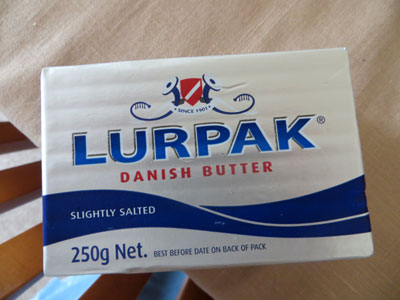 SINCE 1901
LURPAK®
DANISH BUTTER
SLIGHTLY SALTED
250g Net. BEST BEFORE DATE ON BACK OF PACK